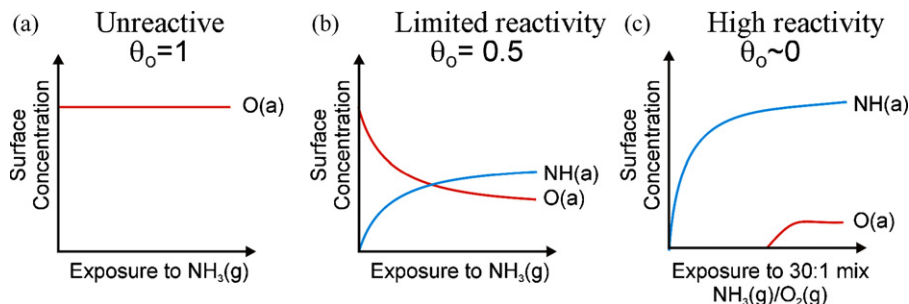 (a) Unreactive
θₒ=1
Surface
Concentration
O(a)
Exposure to NH₃(g)
(b) Limited reactivity
θₒ= 0.5
Surface
Concentration
NH(a)
O(a)
Exposure to NH₃(g)
(c) High reactivity
θₒ~0
Surface
Concentration
NH(a)
O(a)
Exposure to 30:1 mix
NH₃(g)/O₂(g)